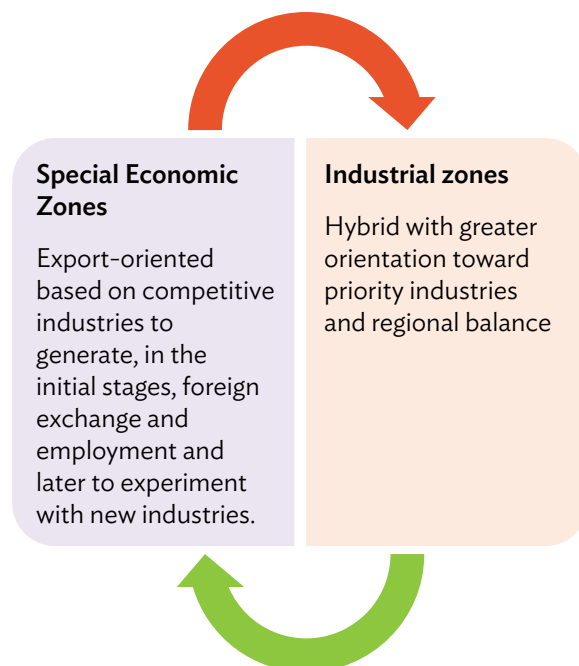 Special Economic
Zones
Export-oriented
based on competitive
industries to
generate, in the
initial stages, foreign
exchange and
employment and
later to experiment
with new industries.
Industrial zones
Hybrid with greater
orientation toward
priority industries
and regional balance